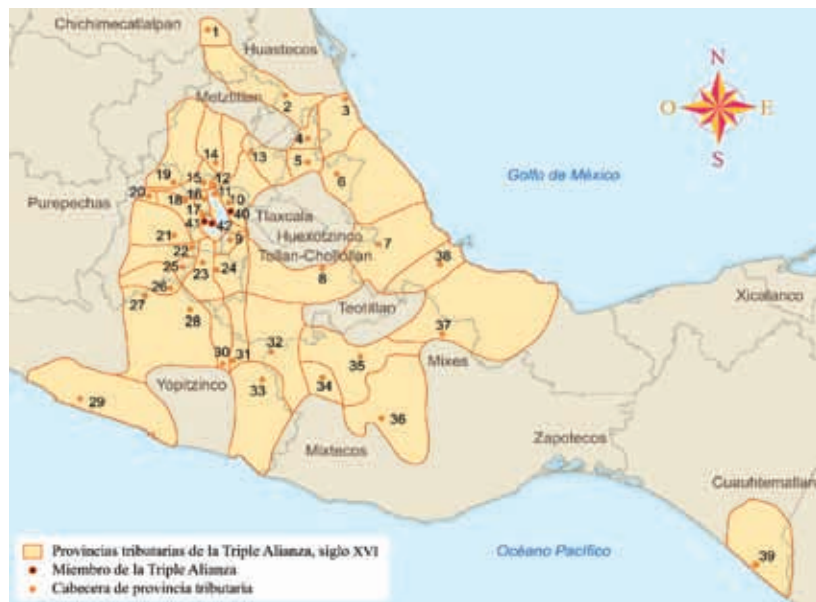 Chichimecatlalpan
1
Huastecos
N
O
E
S
Metztitlan
2
3
4
14
13
5
Golfo de México
19
15
12
6
20
16
11
Purepechas
18
10
17
40
Tlaxcala
41
42
Huexotzinco
21
9
7
38
22
Tollan-Chollollan
25
23
24
8
Xicallanco
26
27
Teotitlan
28
37
32
30
31
35
Mixes
Yopitzinco
34
29
33
36
Mixtecos
Zapotecos
Cuauhtemallan
Provincias tributarias de la Triple Alianza, siglo XVI
Miembro de la Triple Alianza
Océano Pacífico
Cabecera de provincia tributaria
39